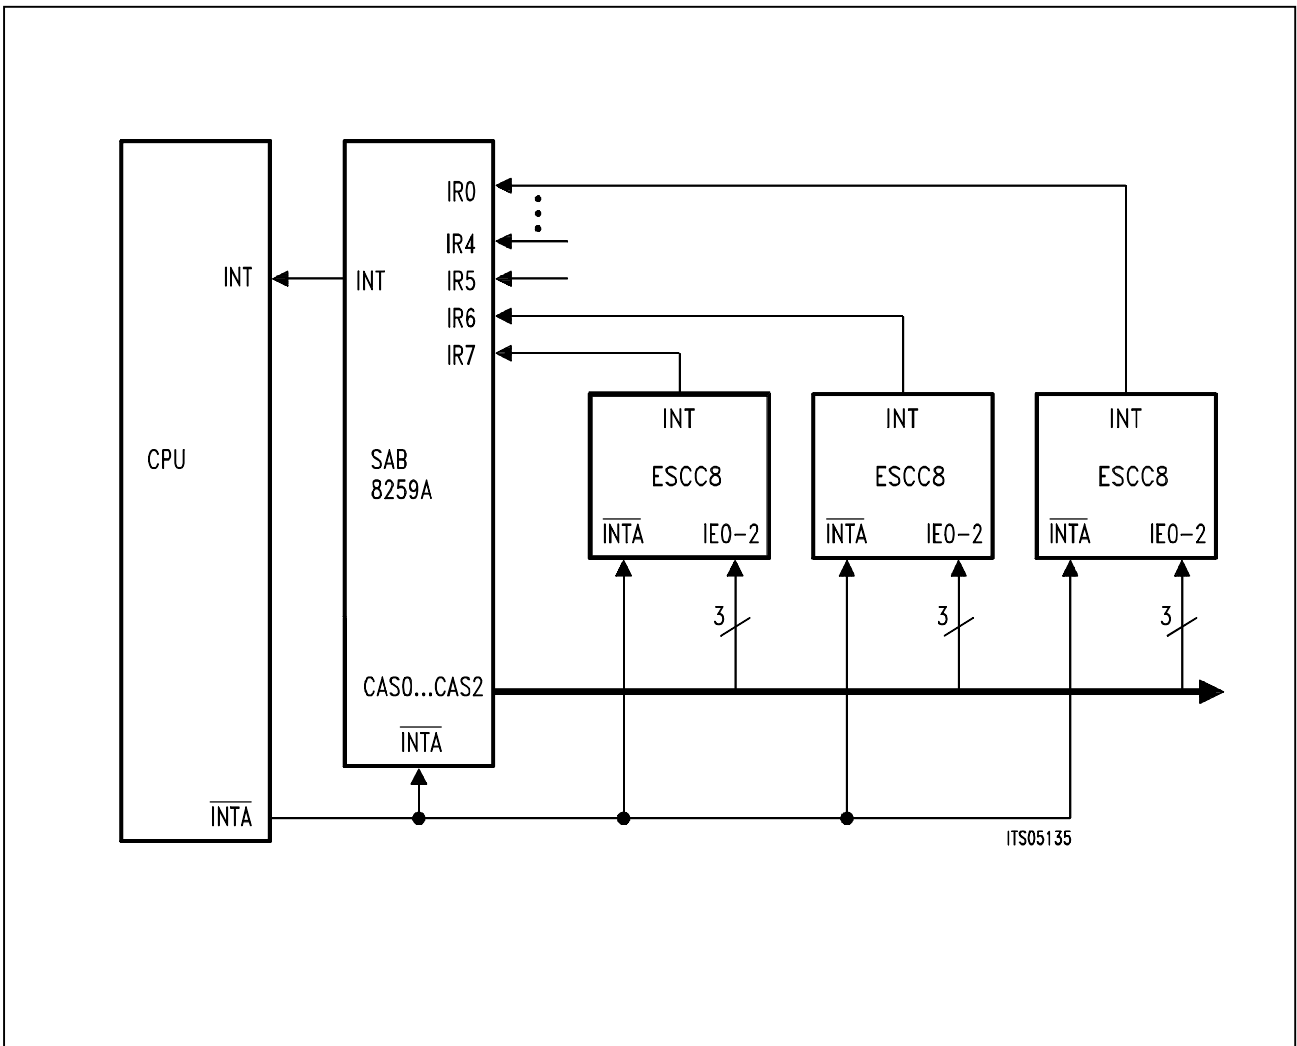 IR0
IR4
INT
INT
IR5
IR6
IR7
INT
INT
INT
CPU
SAB
8259A
ESCC8
ESCC8
ESCC8
INTA
IE0-2
INTA
IE0-2
INTA
IE0-2
3
3
3
CAS0...CAS2
INTA
INTA
ITS05135